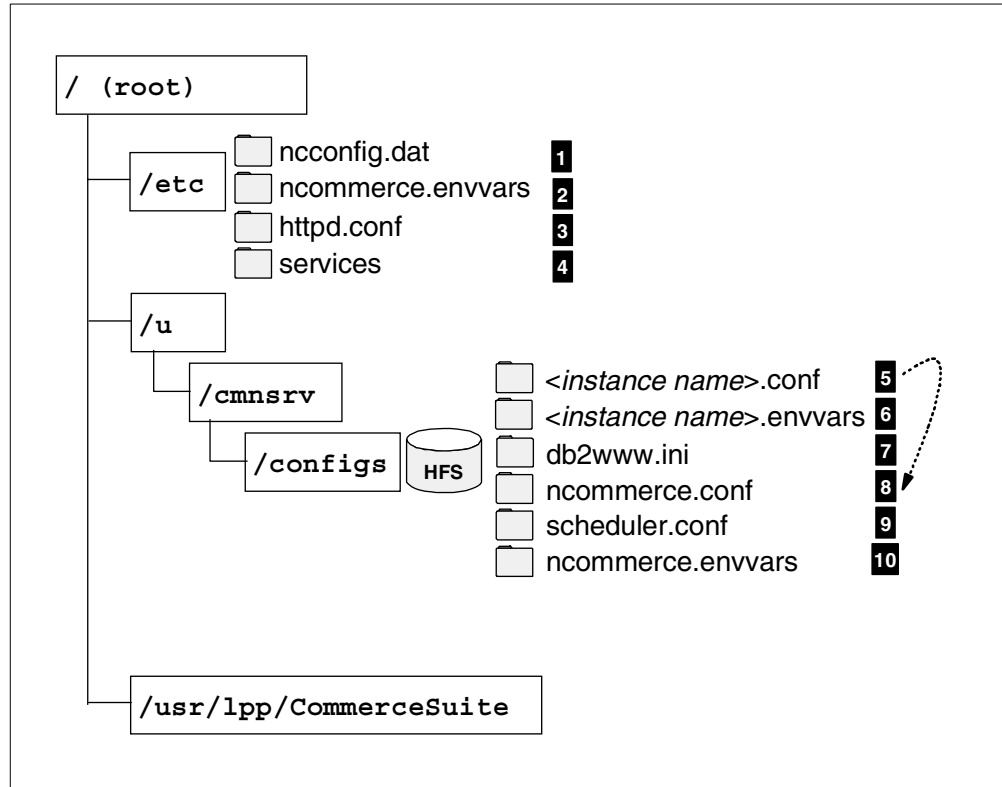 / (root)
/etc
ncconfig.dat 1
ncommerce.envvars 2
httpd.conf 3
services 4
/u
/cmnsrv
/configs
HFS
<instance name>.conf 5
<instance name>.envvars 6
db2www.ini 7
ncommerce.conf 8
scheduler.conf 9
ncommerce.envvars 10
/usr/lpp/CommerceSuite